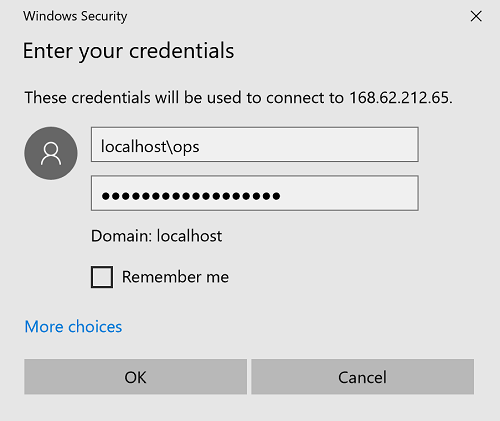 Windows Security
Enter your credentials
These credentials will be used to connect to 168.62.212.65.
localhost\ops
●●●●●●●●●●●●●●●●●●
Domain: localhost
Remember me
More choices
OK
Cancel